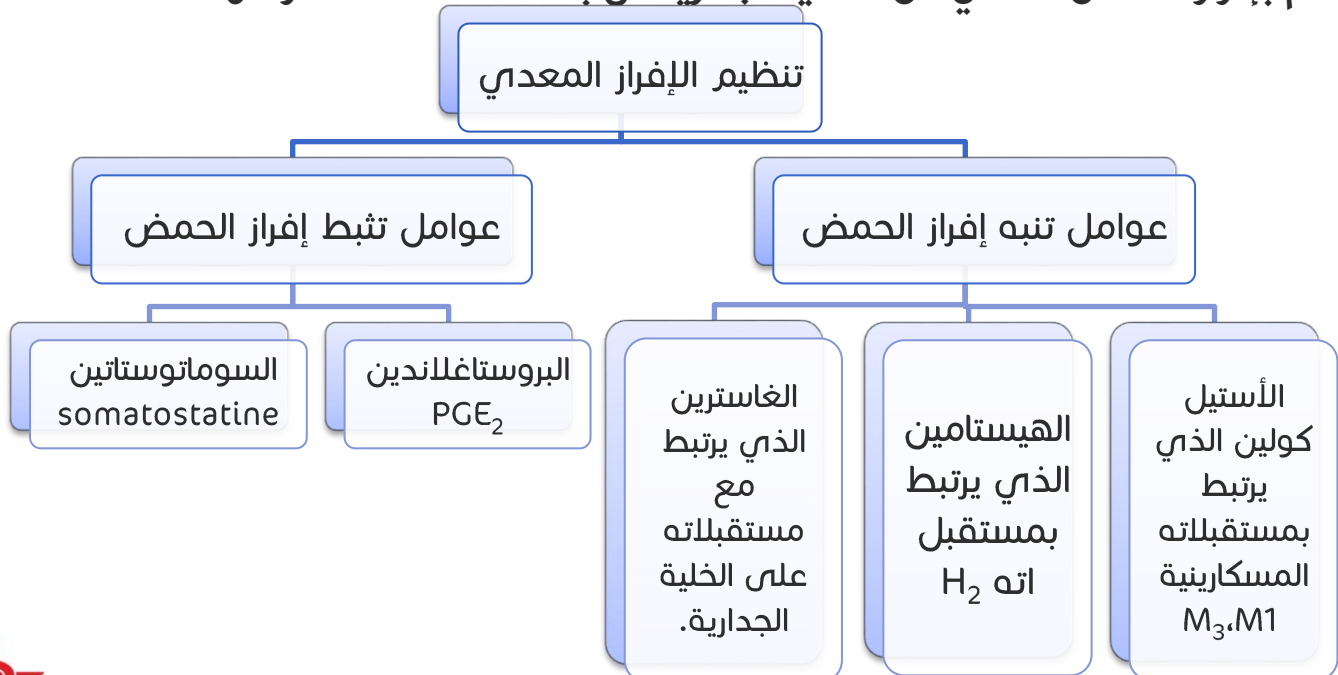 تنظيم الإفراز المعدي
عوامل تنبه إفراز الحمض
عوامل تثبط إفراز الحمض
الأستيل
كولين الذي
يرتبط
بمستقبلاته
المسكارينية
M1،M₃
الهيستامين
الذي يرتبط
بمستقبل
اته H₂
الغاسترين
الذي يرتبط
مع
مستقبلاته
على الخلية
الجدارية.
البروستاغلاندين
PGE₂
السوماتوستاتين
somatostatine